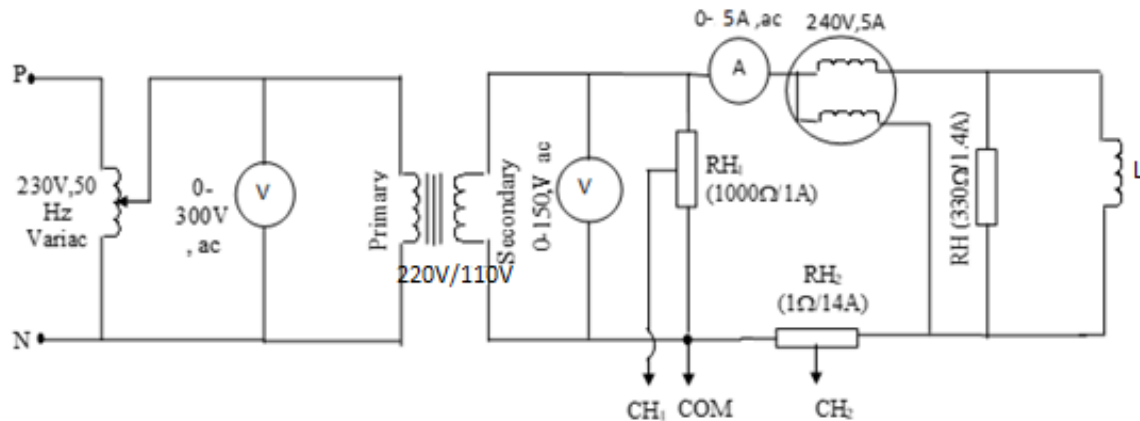 0- 5A ,ac
240V,5A
A
P
230V,50
Hz
Variac
0-
300V
, ac
V
Primary
Secondary
220V/110V
0-150,V ac
V
RH₁
(1000Ω/1A)
RH (330Ω/1.4A)
L
RH₂
(1Ω/14A)
N
CH₁
COM
CH₂